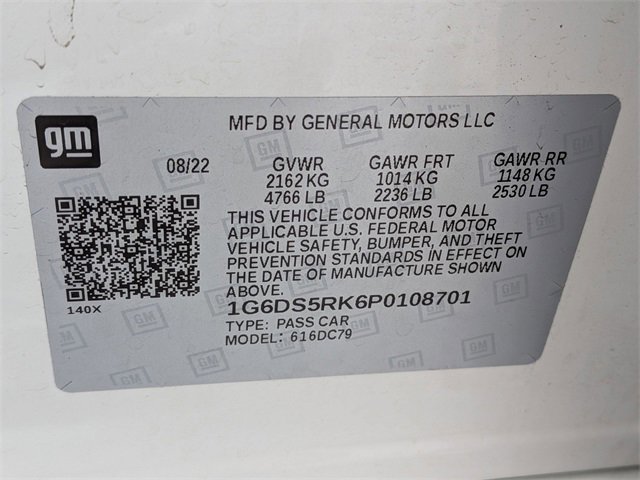 gm
MFD BY GENERAL MOTORS LLC
08/22 GVWR GAWR FRT GAWR RR
2162 KG 1014 KG 1148 KG
4766 LB 2236 LB 2530 LB
THIS VEHICLE CONFORMS TO ALL
APPLICABLE U.S. FEDERAL MOTOR
VEHICLE SAFETY, BUMPER, AND THEFT
PREVENTION STANDARDS IN EFFECT ON
THE DATE OF MANUFACTURE SHOWN
ABOVE.
140X
1G6DS5RK6P0108701
TYPE: PASS CAR
MODEL: 616DC79